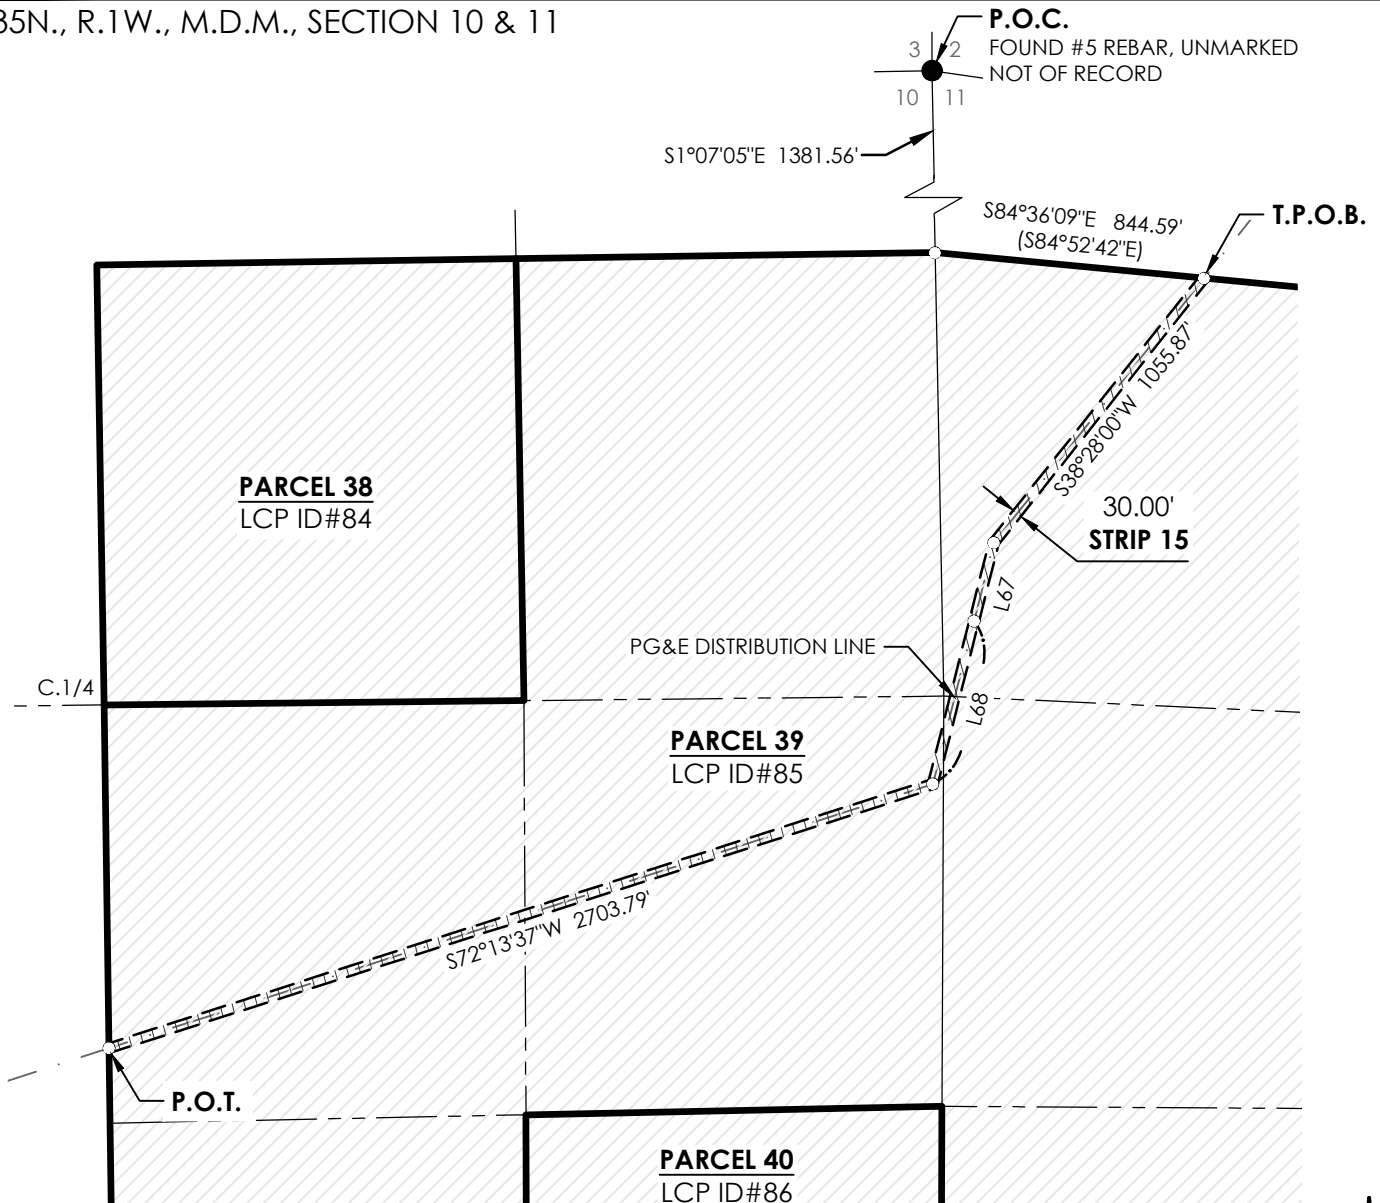 35N., R.1W., M.D.M., SECTION 10 & 11
P.O.C.
FOUND #5 REBAR, UNMARKED
NOT OF RECORD
3 2
10 11
S1°07'05"E 1381.56'
S84°36'09"E 844.59'
(S84°52'42"E)
T.P.O.B.
S38°28'00"W 1055.87'
PARCEL 38
LCP ID#84
30.00'
STRIP 15
L67
PG&E DISTRIBUTION LINE
C.1/4
L68
PARCEL 39
LCP ID#85
S72°13'37"W 2703.79'
P.O.T.
PARCEL 40
LCP ID#86